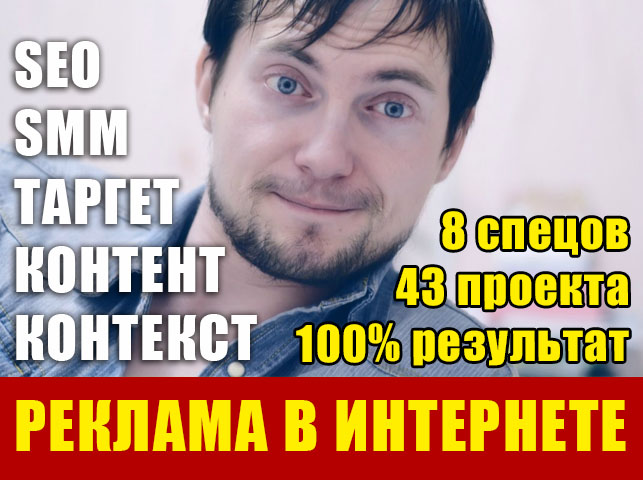 SEO
SMM
ТАРГЕТ
КОНТЕНТ
КОНТЕКСТ
8 спецов
43 проекта
100% результат
РЕКЛАМА В ИНТЕРНЕТЕ